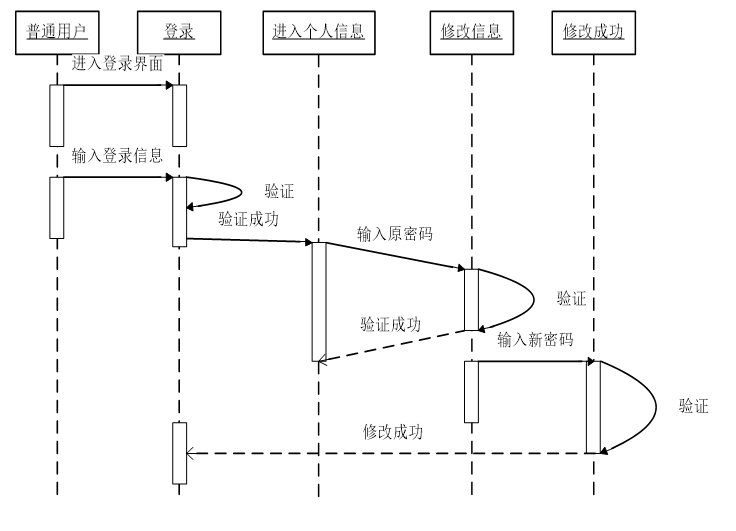 普通用户
登录
进入个人信息
修改信息
修改成功
进入登录界面
输入登录信息
验证
验证成功
输入原密码
验证
验证成功
输入新密码
验证
修改成功